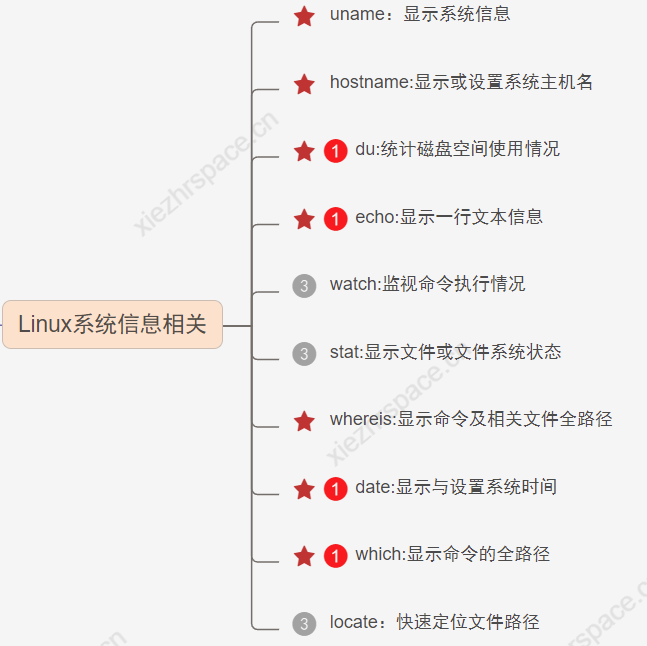 uname：显示系统信息
hostname:显示或设置系统主机名
1 du:统计磁盘空间使用情况
1 echo:显示一行文本信息
3 watch:监视命令执行情况
Linux系统信息相关
3 stat:显示文件或文件系统状态
whereis:显示命令及相关文件全路径
1 date:显示与设置系统时间
1 which:显示命令的全路径
3 locate：快速定位文件路径
xiezhrspace.cn
xiezhrspace.cn
space.cn
.cn